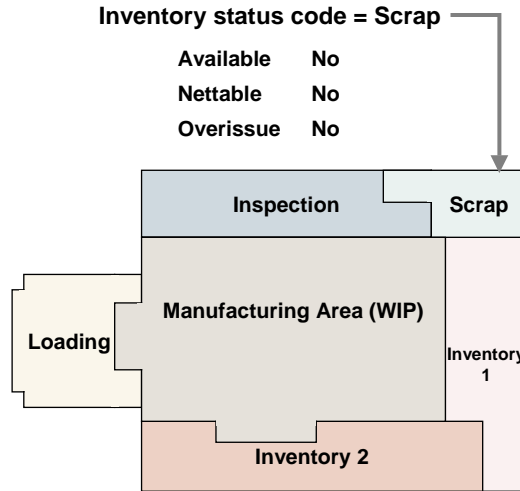 Inventory status code = Scrap
Available No
Nettable No
Overissue No
Inspection
Scrap
Manufacturing Area (WIP)
Loading
Inventory
1
Inventory 2